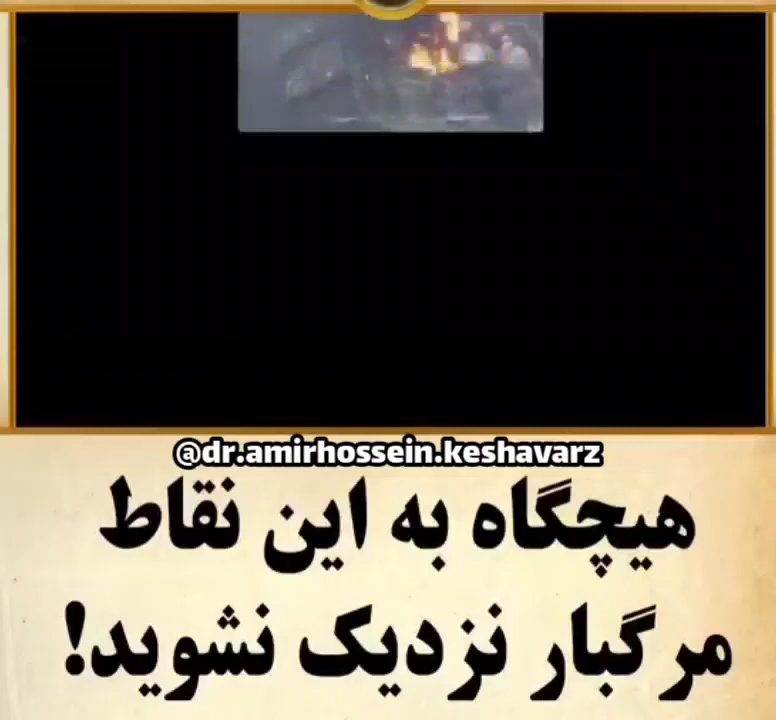 @dr.amirhossein.keshavarz
هیچگاه به این نقاط
مرگبار نزدیک نشوید!